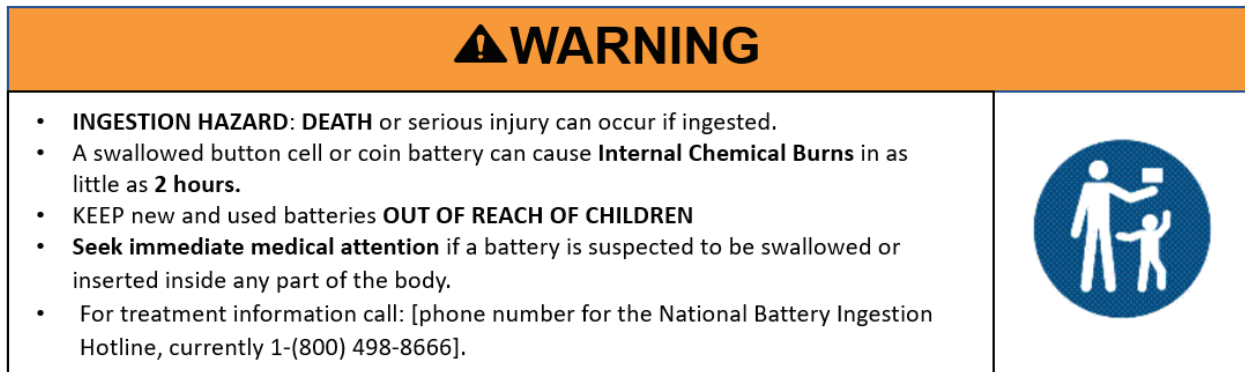 ⚠WARNING
• INGESTION HAZARD: DEATH or serious injury can occur if ingested.
• A swallowed button cell or coin battery can cause Internal Chemical Burns in as
little as 2 hours.
• KEEP new and used batteries OUT OF REACH OF CHILDREN
• Seek immediate medical attention if a battery is suspected to be swallowed or
inserted inside any part of the body.
• For treatment information call: [phone number for the National Battery Ingestion
Hotline, currently 1-(800) 498-8666].